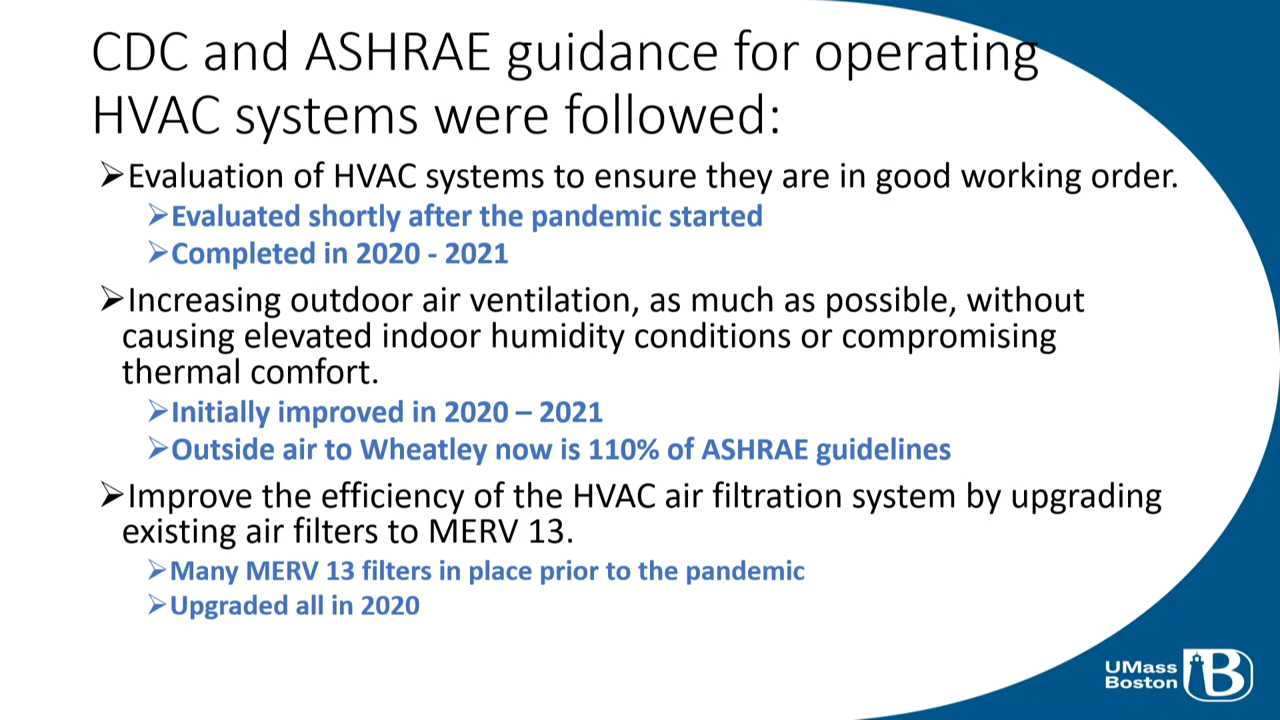 CDC and ASHRAE guidance for operating
HVAC systems were followed:
➢Evaluation of HVAC systems to ensure they are in good working order.
➢Evaluated shortly after the pandemic started
➢Completed in 2020 - 2021
➢Increasing outdoor air ventilation, as much as possible, without
causing elevated indoor humidity conditions or compromising
thermal comfort.
➢Initially improved in 2020 – 2021
➢Outside air to Wheatley now is 110% of ASHRAE guidelines
➢Improve the efficiency of the HVAC air filtration system by upgrading
existing air filters to MERV 13.
➢Many MERV 13 filters in place prior to the pandemic
➢Upgraded all in 2020
UMass
Boston
B